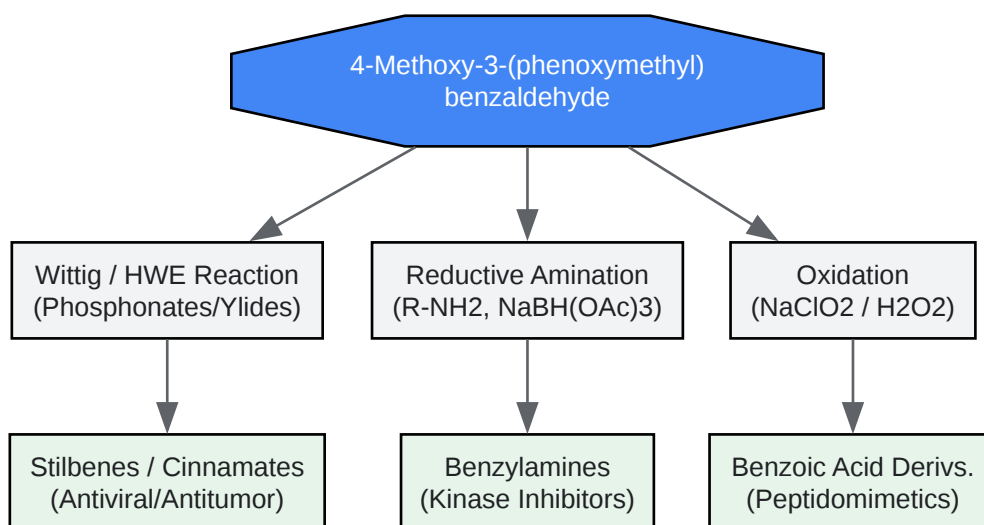 4-Methoxy-3-(phenoxymethyl)
benzaldehyde
Wittig / HWE Reaction
(Phosphonates/Ylides)
Reductive Amination
(R-NH2, NaBH(OAc)3)
Oxidation
(NaClO2 / H2O2)
Stilbenes / Cinnamates
(Antiviral/Antitumor)
Benzylamines
(Kinase Inhibitors)
Benzoic Acid Derivs.
(Peptidomimetics)